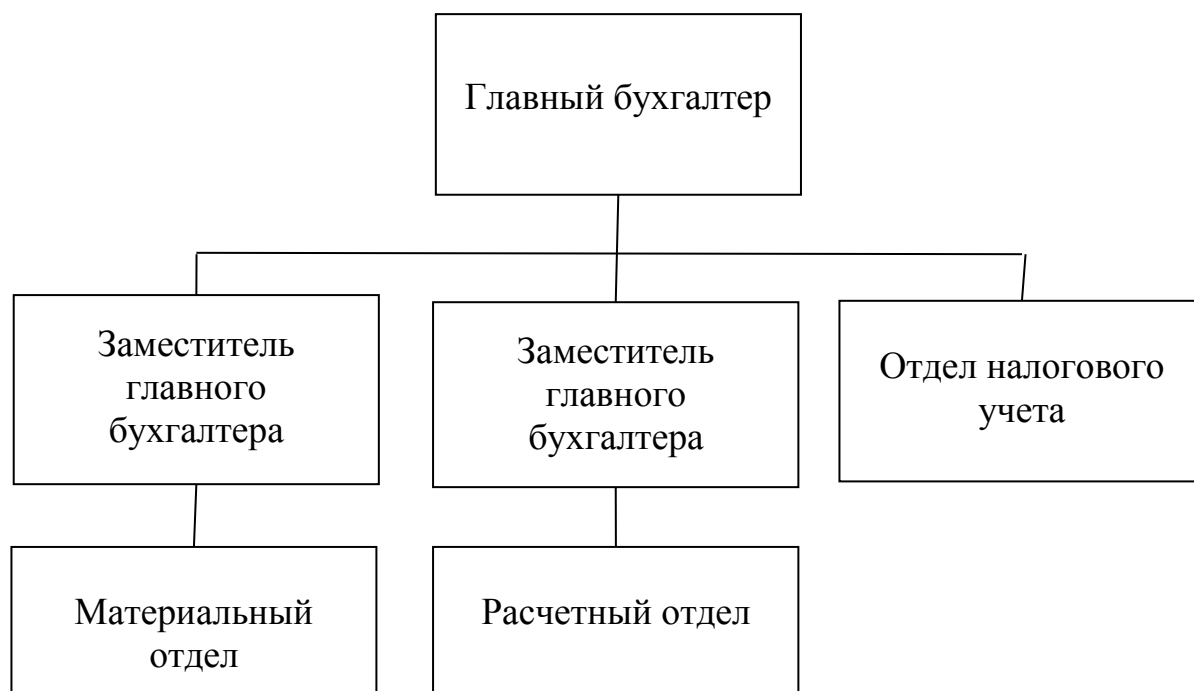 Главный бухгалтер
Заместитель
главного
бухгалтера
Заместитель
главного
бухгалтера
Отдел налогового
учета
Материальный
отдел
Расчетный отдел